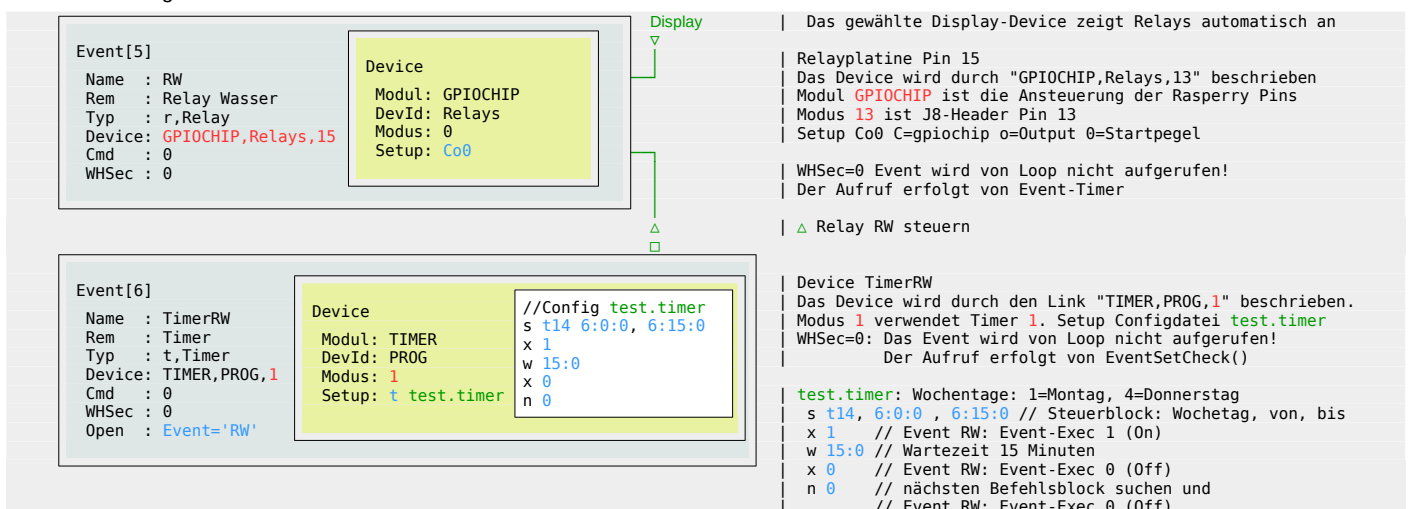 Display
Event[5]
Name : RW
Rem : Relay Wasser
Typ : r,Relay
Device: GPIOCHIP,Relays,15
Cmd : 0
WHSec : 0
Device
Modul: GPIOCHIP
DevId: Relays
Modus: 0
Setup: Co0
| Das gewählte Display-Device zeigt Relays automatisch an
| Relayplatine Pin 15
| Das Device wird durch "GPIOCHIP,Relays,13" beschrieben
| Modul GPIOCHIP ist die Ansteuerung der Rasperry Pins
| Modus 13 ist J8-Header Pin 13
| Setup Co0 C=gpiochip o=Output 0=Startpegel
| WHSec=0 Event wird von Loop nicht aufgerufen!
| Der Aufruf erfolgt von Event-Timer
| △ Relay RW steuern
Event[6]
Name : TimerRW
Rem : Timer
Typ : t,Timer
Device: TIMER,PROG,1
Cmd : 0
WHSec : 0
Open : Event='RW'
Device
Modul: TIMER
DevId: PROG
Modus: 1
Setup: t test.timer
//Config test.timer
s t14 6:0:0, 6:15:0
x 1
w 15:0
x 0
n 0
| Device TimerRW
| Das Device wird durch den Link "TIMER,PROG,1" beschrieben.
| Modus 1 verwendet Timer 1. Setup Configdatei test.timer
| WHSec=0: Das Event wird von Loop nicht aufgerufen!
| Der Aufruf erfolgt von EventSetCheck()
| test.timer: Wochentage: 1=Montag, 4=Donnerstag
| s t14, 6:0:0 , 6:15:0 // Steuerblock: Wochetag, von, bis
| x 1 // Event RW: Event-Exec 1 (On)
| w 15:0 // Wartezeit 15 Minuten
| x 0 // Event RW: Event-Exec 0 (Off)
| n 0 // nächsten Befehlsblock suchen und
| // Event RW: Event-Exec 0 (Off)